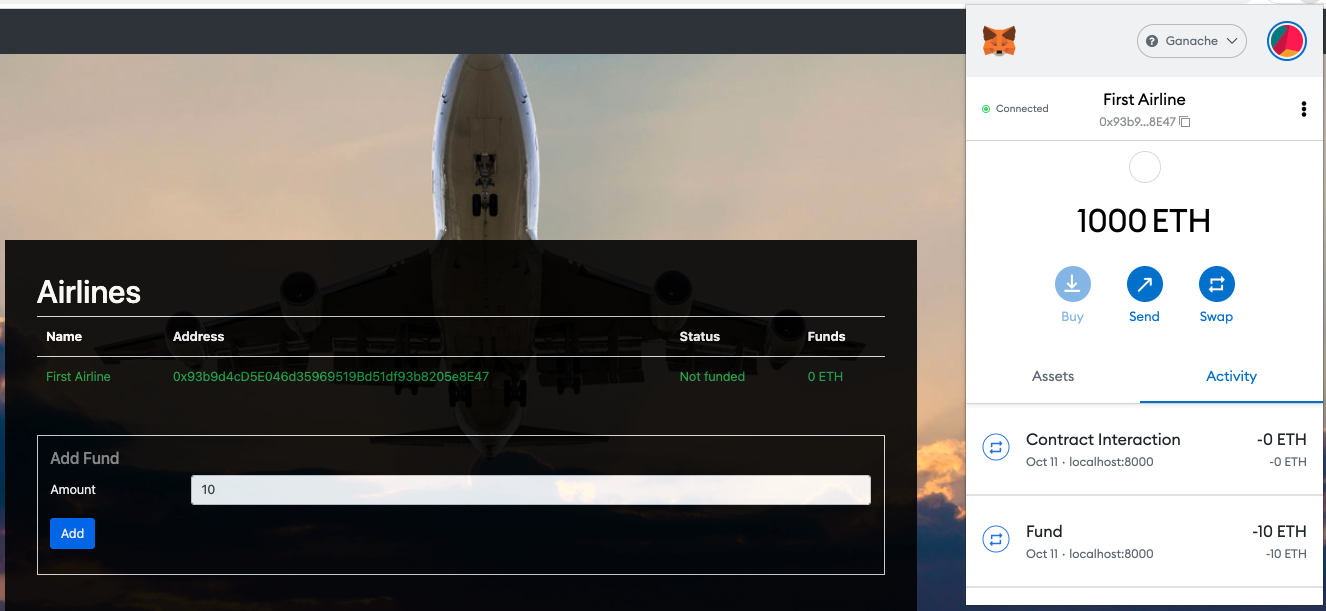 Airlines
Name Address Status Funds
First Airline 0x93b9d4cD5E046d35969519Bd51df93b8205e8E47 Not funded 0 ETH
Add Fund
Amount 10
Add
Ganache
Connected
First Airline
0x93b9...8E47
1000 ETH
Buy Send Swap
Assets Activity
Contract Interaction -0 ETH
Oct 11 · localhost:8000 -0 ETH
Fund -10 ETH
Oct 11 · localhost:8000 -10 ETH